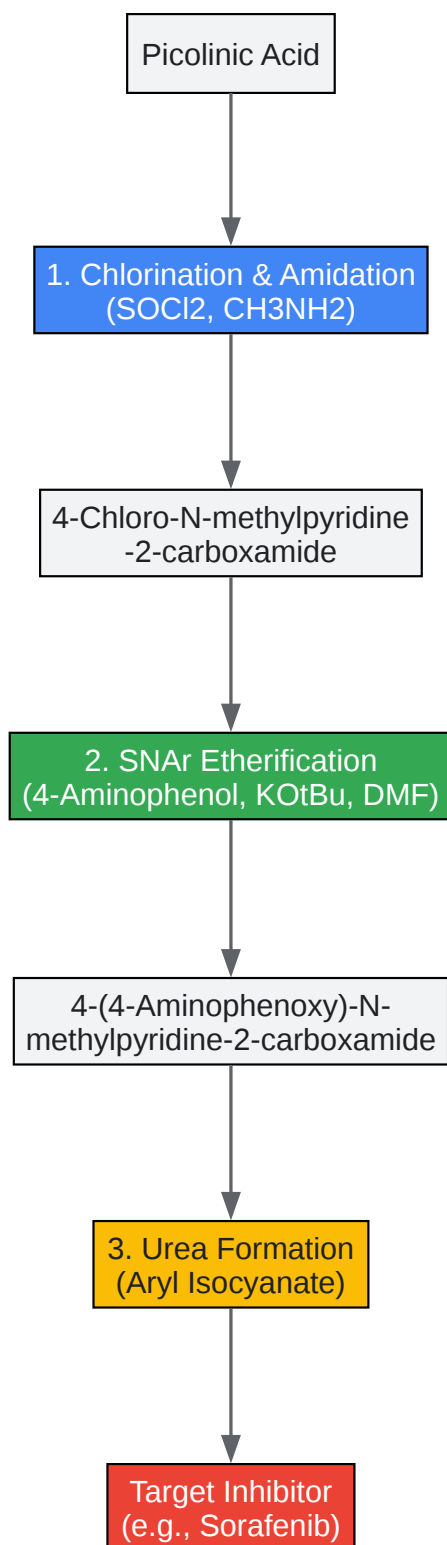 Picolinic Acid
1. Chlorination & Amidation
(SOCl2, CH3NH2)
4-Chloro-N-methylpyridine
-2-carboxamide
2. SNAr Etherification
(4-Aminophenol, KOtBu, DMF)
4-(4-Aminophenoxy)-N-
methylpyridine-2-carboxamide
3. Urea Formation
(Aryl Isocyanate)
Target Inhibitor
(e.g., Sorafenib)